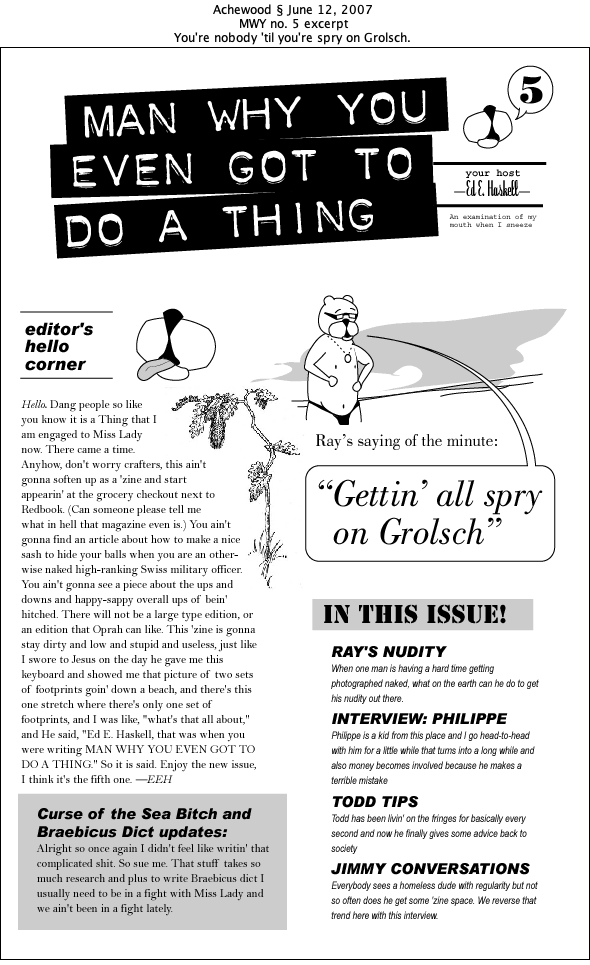 Achewood § June 12, 2007
MWY no. 5 excerpt
You're nobody 'til you're spry on Grolsch.
MAN WHY YOU
EVEN GOT TO
DO A THING
5
your host
—Ed E. Haskell—
An examination of my
mouth when I sneeze
editor's
hello
corner
Hello. Dang people so like
you know it is a Thing that I
am engaged to Miss Lady
now. There came a time.
Anyhow, don't worry crafters, this ain't
gonna soften up as a 'zine and start
appearin' at the grocery checkout next to
Redbook. (Can someone please tell me
what in hell that magazine even is.) You ain't
gonna find an article about how to make a nice
sash to hide your balls when you are an other-
wise naked high-ranking Swiss military officer.
You ain't gonna see a piece about the ups and
downs and happy-sappy overall ups of bein'
hitched. There will not be a large type edition, or
an edition that Oprah can like. This 'zine is gonna
stay dirty and low and stupid and useless, just like
I swore to Jesus on the day he gave me this
keyboard and showed me that picture of two sets
of footprints goin' down a beach, and there's this
one stretch where there's only one set of
footprints, and I was like, "what's that all about,"
and He said, "Ed E. Haskell, that was when you
were writing MAN WHY YOU EVEN GOT TO
DO A THING." So it is said. Enjoy the new issue,
I think it's the fifth one. —EEH
Curse of the Sea Bitch and
Braebicus Dict updates:
Alright so once again I didn't feel like writin' that
complicated shit. So sue me. That stuff takes so
much research and plus to write Braebicus dict I
usually need to be in a fight with Miss Lady and
we ain't been in a fight lately.
Ray's saying of the minute:
“Gettin’ all spry
on Grolsch”
IN THIS ISSUE!
RAY'S NUDITY
When one man is having a hard time getting
photographed naked, what on the earth can he do to get
his nudity out there.
INTERVIEW: PHILIPPE
Philippe is a kid from this place and I go head-to-head
with him for a little while that turns into a long while and
also money becomes involved because he makes a
terrible mistake
TODD TIPS
Todd has been livin' on the fringes for basically every
second and now he finally gives some advice back to
society
JIMMY CONVERSATIONS
Everybody sees a homeless dude with regularity but not
so often does he get some 'zine space. We reverse that
trend here with this interview.